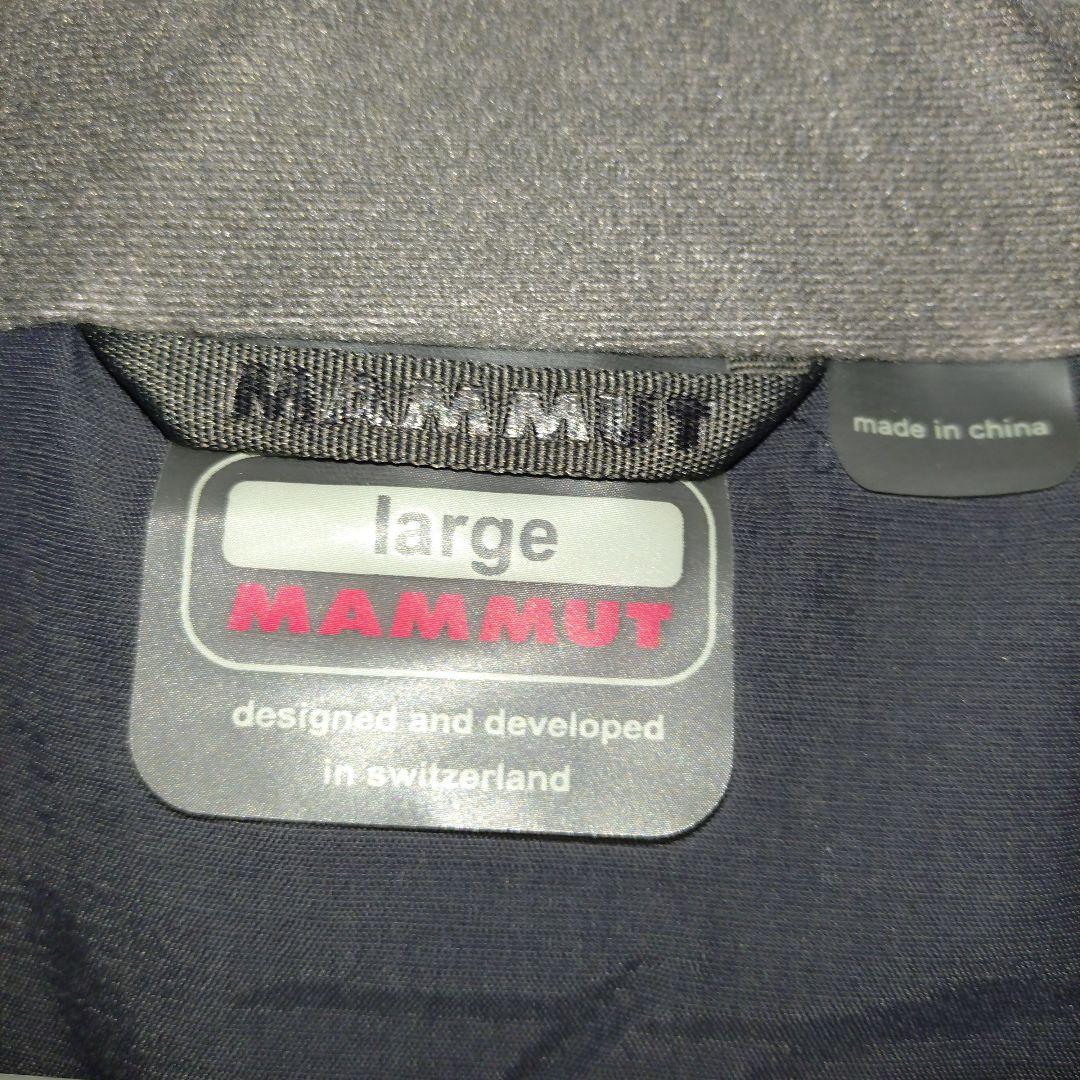 MAMMUT
made in china
large
MAMMUT
designed and developed
in switzerland